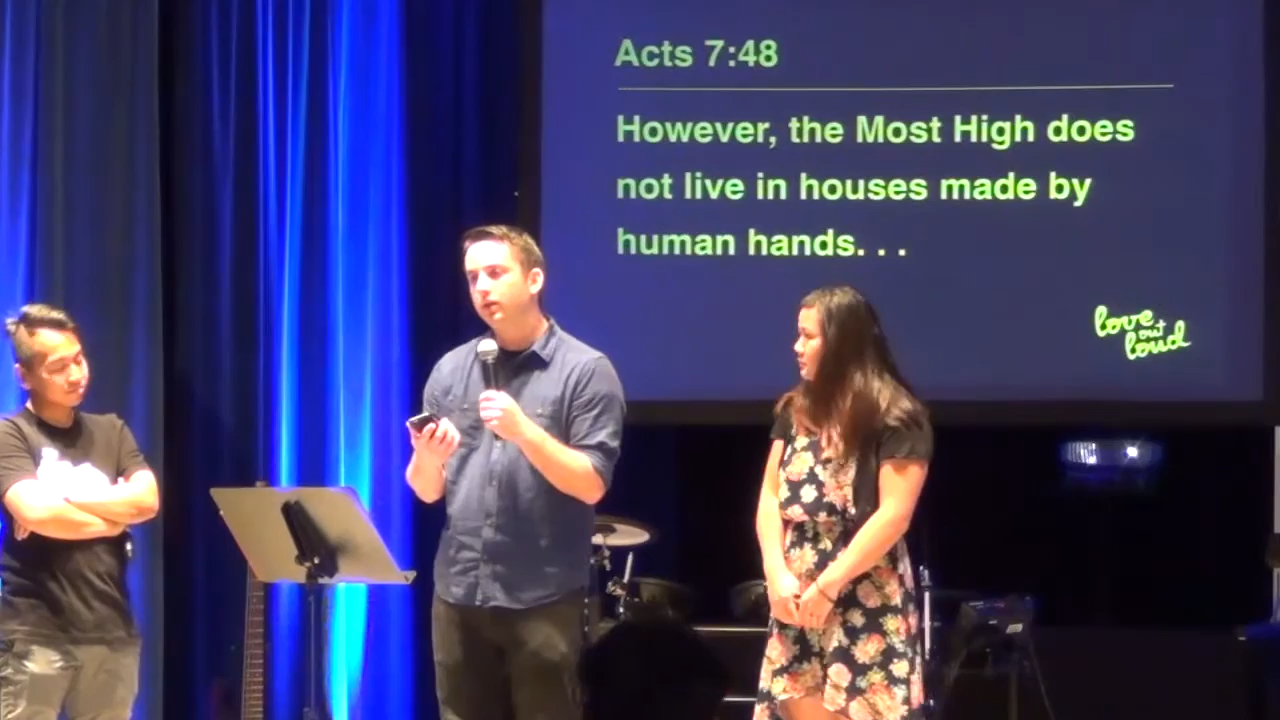 Acts 7:48
However, the Most High does
not live in houses made by
human hands. . .
love
out
loud